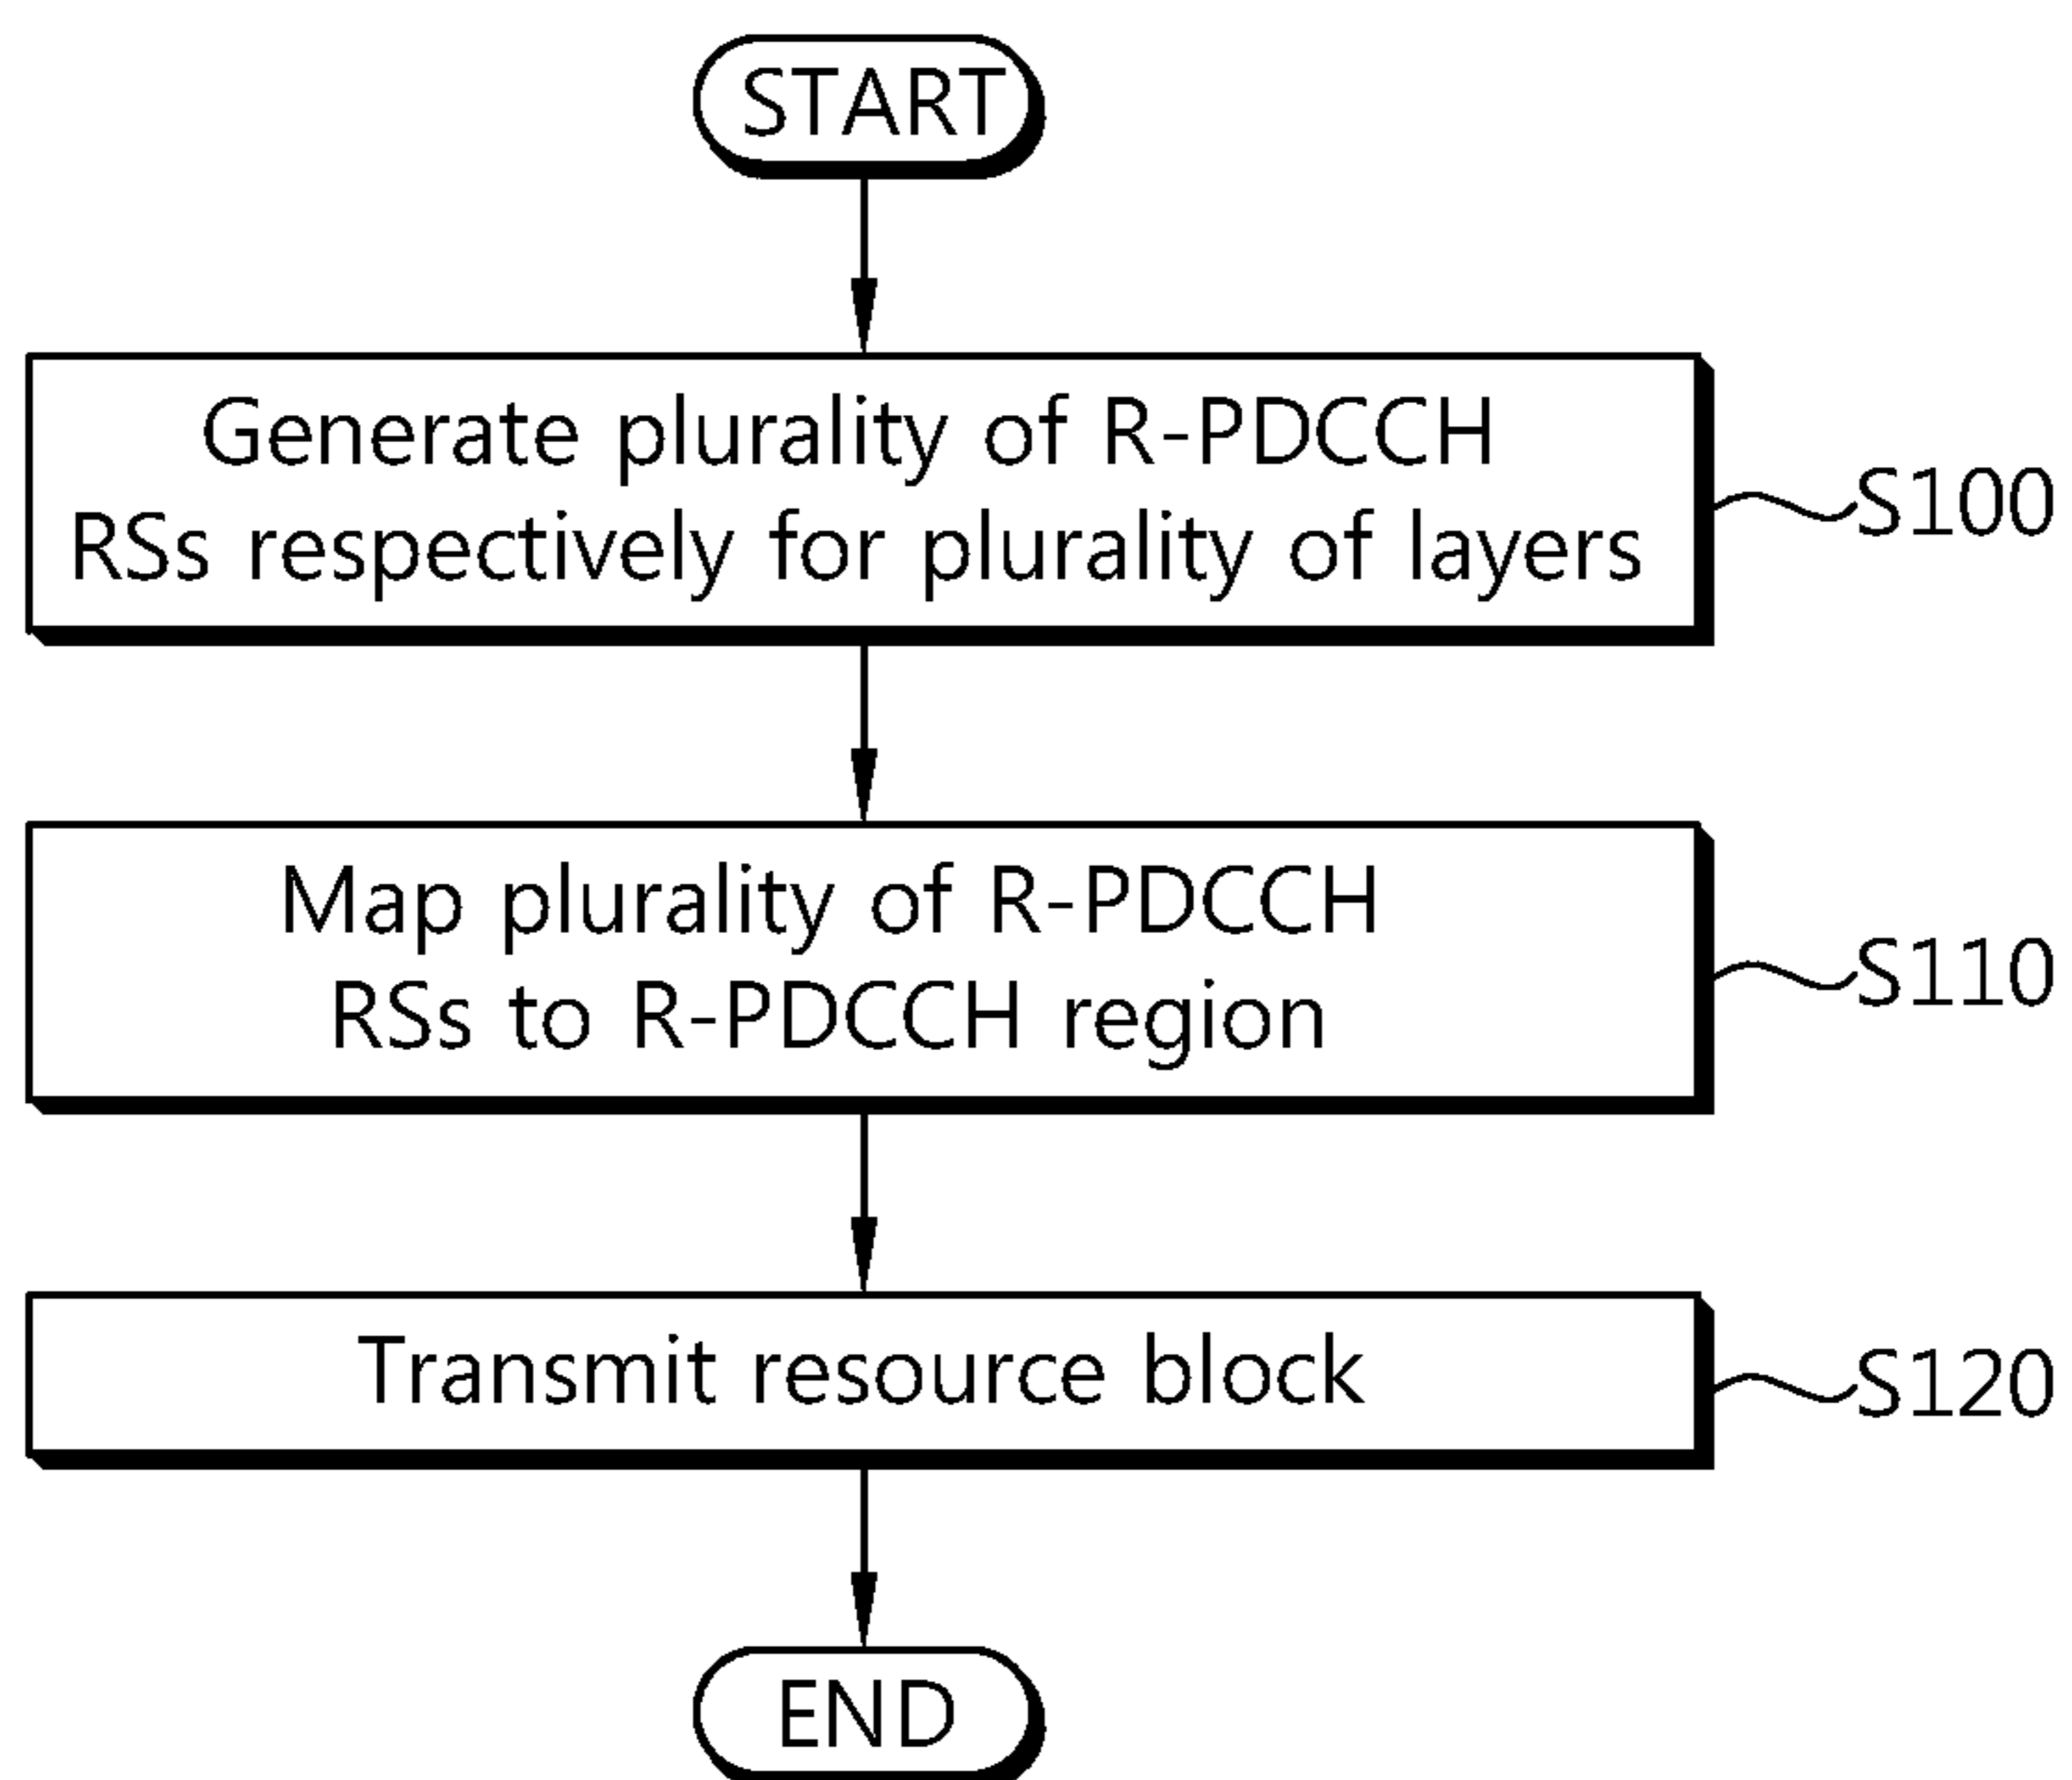 START
Generate plurality of R-PDCCH
RSs respectively for plurality of layers
S100
Map plurality of R-PDCCH
RSs to R-PDCCH region
S110
Transmit resource block
S120
END